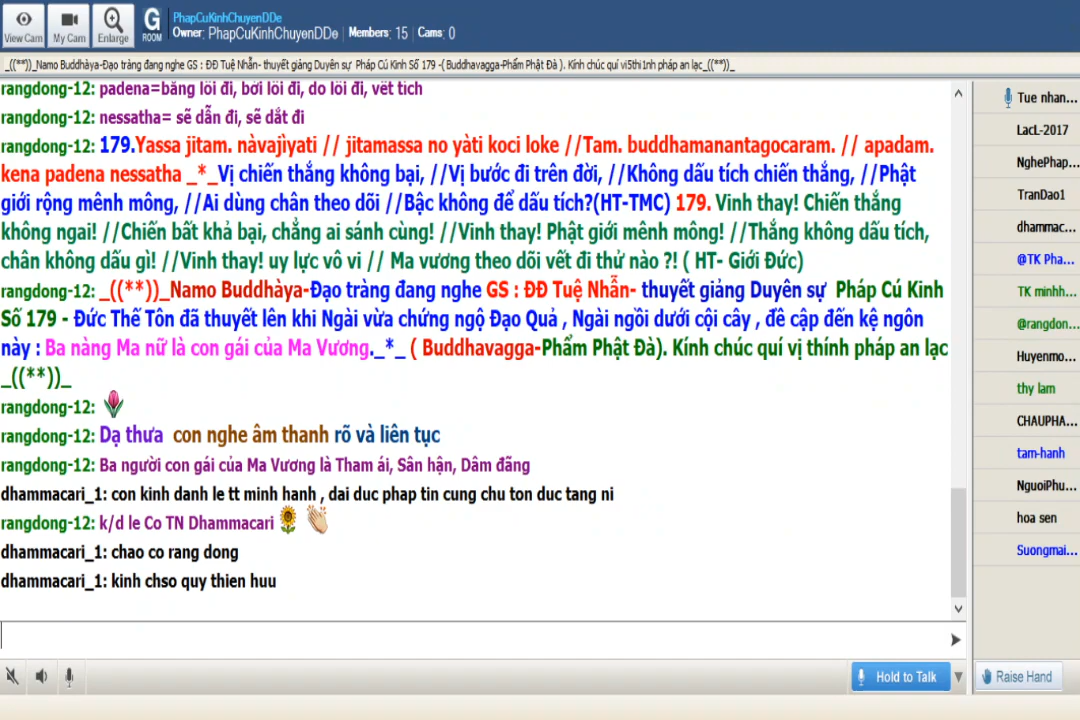 PhapCuKinhChuyenDDe
Owner: PhapCuKinhChuyenDDe Members: 15 Cams: 0
View Cam My Cam Enlarge G ROOM
_((**))_Namo Buddhàya-Đạo tràng đang nghe GS : ĐĐ Tuệ Nhẫn- thuyết giảng Duyên sự Pháp Cú Kinh Số 179 -( Buddhavagga-Phẩm Phật Đà ). Kính chúc quí vi5thi1nh pháp an lạc_((**))_
rangdong-12: padena=bằng lối đi, bởi lối đi, do lối đi, vết tích
rangdong-12: nessatha= sẽ dẫn đi, sẽ dắt đi
rangdong-12: 179.Yassa jitam. nàvajìyati // jitamassa no yàti koci loke //Tam. buddhamanantagocaram. // apadam.
kena padena nessatha _*_Vị chiến thắng không bại, //Vị bước đi trên đời, //Không dấu tích chiến thắng, //Phật
giới rộng mênh mông, //Ai dùng chân theo dõi //Bậc không để dấu tích?(HT-TMC) 179. Vinh thay! Chiến thắng
không ngai! //Chiến bất khả bại, chẳng ai sánh cùng! //Vinh thay! Phật giới mênh mông! //Thắng không dấu tích,
chân không dấu gì! //Vinh thay! uy lực vô vi // Ma vương theo dõi vết đi thử nào ?! ( HT- Giới Đức)
rangdong-12: _((**))_Namo Buddhàya-Đạo tràng đang nghe GS : ĐĐ Tuệ Nhẫn- thuyết giảng Duyên sự Pháp Cú Kinh
Số 179 - Đức Thế Tôn đã thuyết lên khi Ngài vừa chứng ngộ Đạo Quả , Ngài ngồi dưới cội cây , đề cập đến kệ ngôn
này : Ba nàng Ma nữ là con gái của Ma Vương._*_ ( Buddhavagga-Phẩm Phật Đà). Kính chúc quí vị thính pháp an lạc
_((**))_
rangdong-12:
rangdong-12: Dạ thưa con nghe âm thanh rõ và liên tục
rangdong-12: Ba người con gái của Ma Vương là Tham ái, Sân hận, Dâm đãng
dhammacari_1: con kinh danh le tt minh hanh , dai duc phap tin cung chu ton duc tang ni
rangdong-12: k/d le Co TN Dhammacari
dhammacari_1: chao co rang dong
dhammacari_1: kinh chso quy thien huu
Tue nhan...
LacL-2017
NghePhap...
TranDao1
dhammac...
@TK Pha...
TK minhh...
@rangdon...
Huyenmo...
thy lam
CHAUPHA...
tam-hanh
NguoiPhu...
hoa sen
Suongmai...
Hold to Talk
Raise Hand